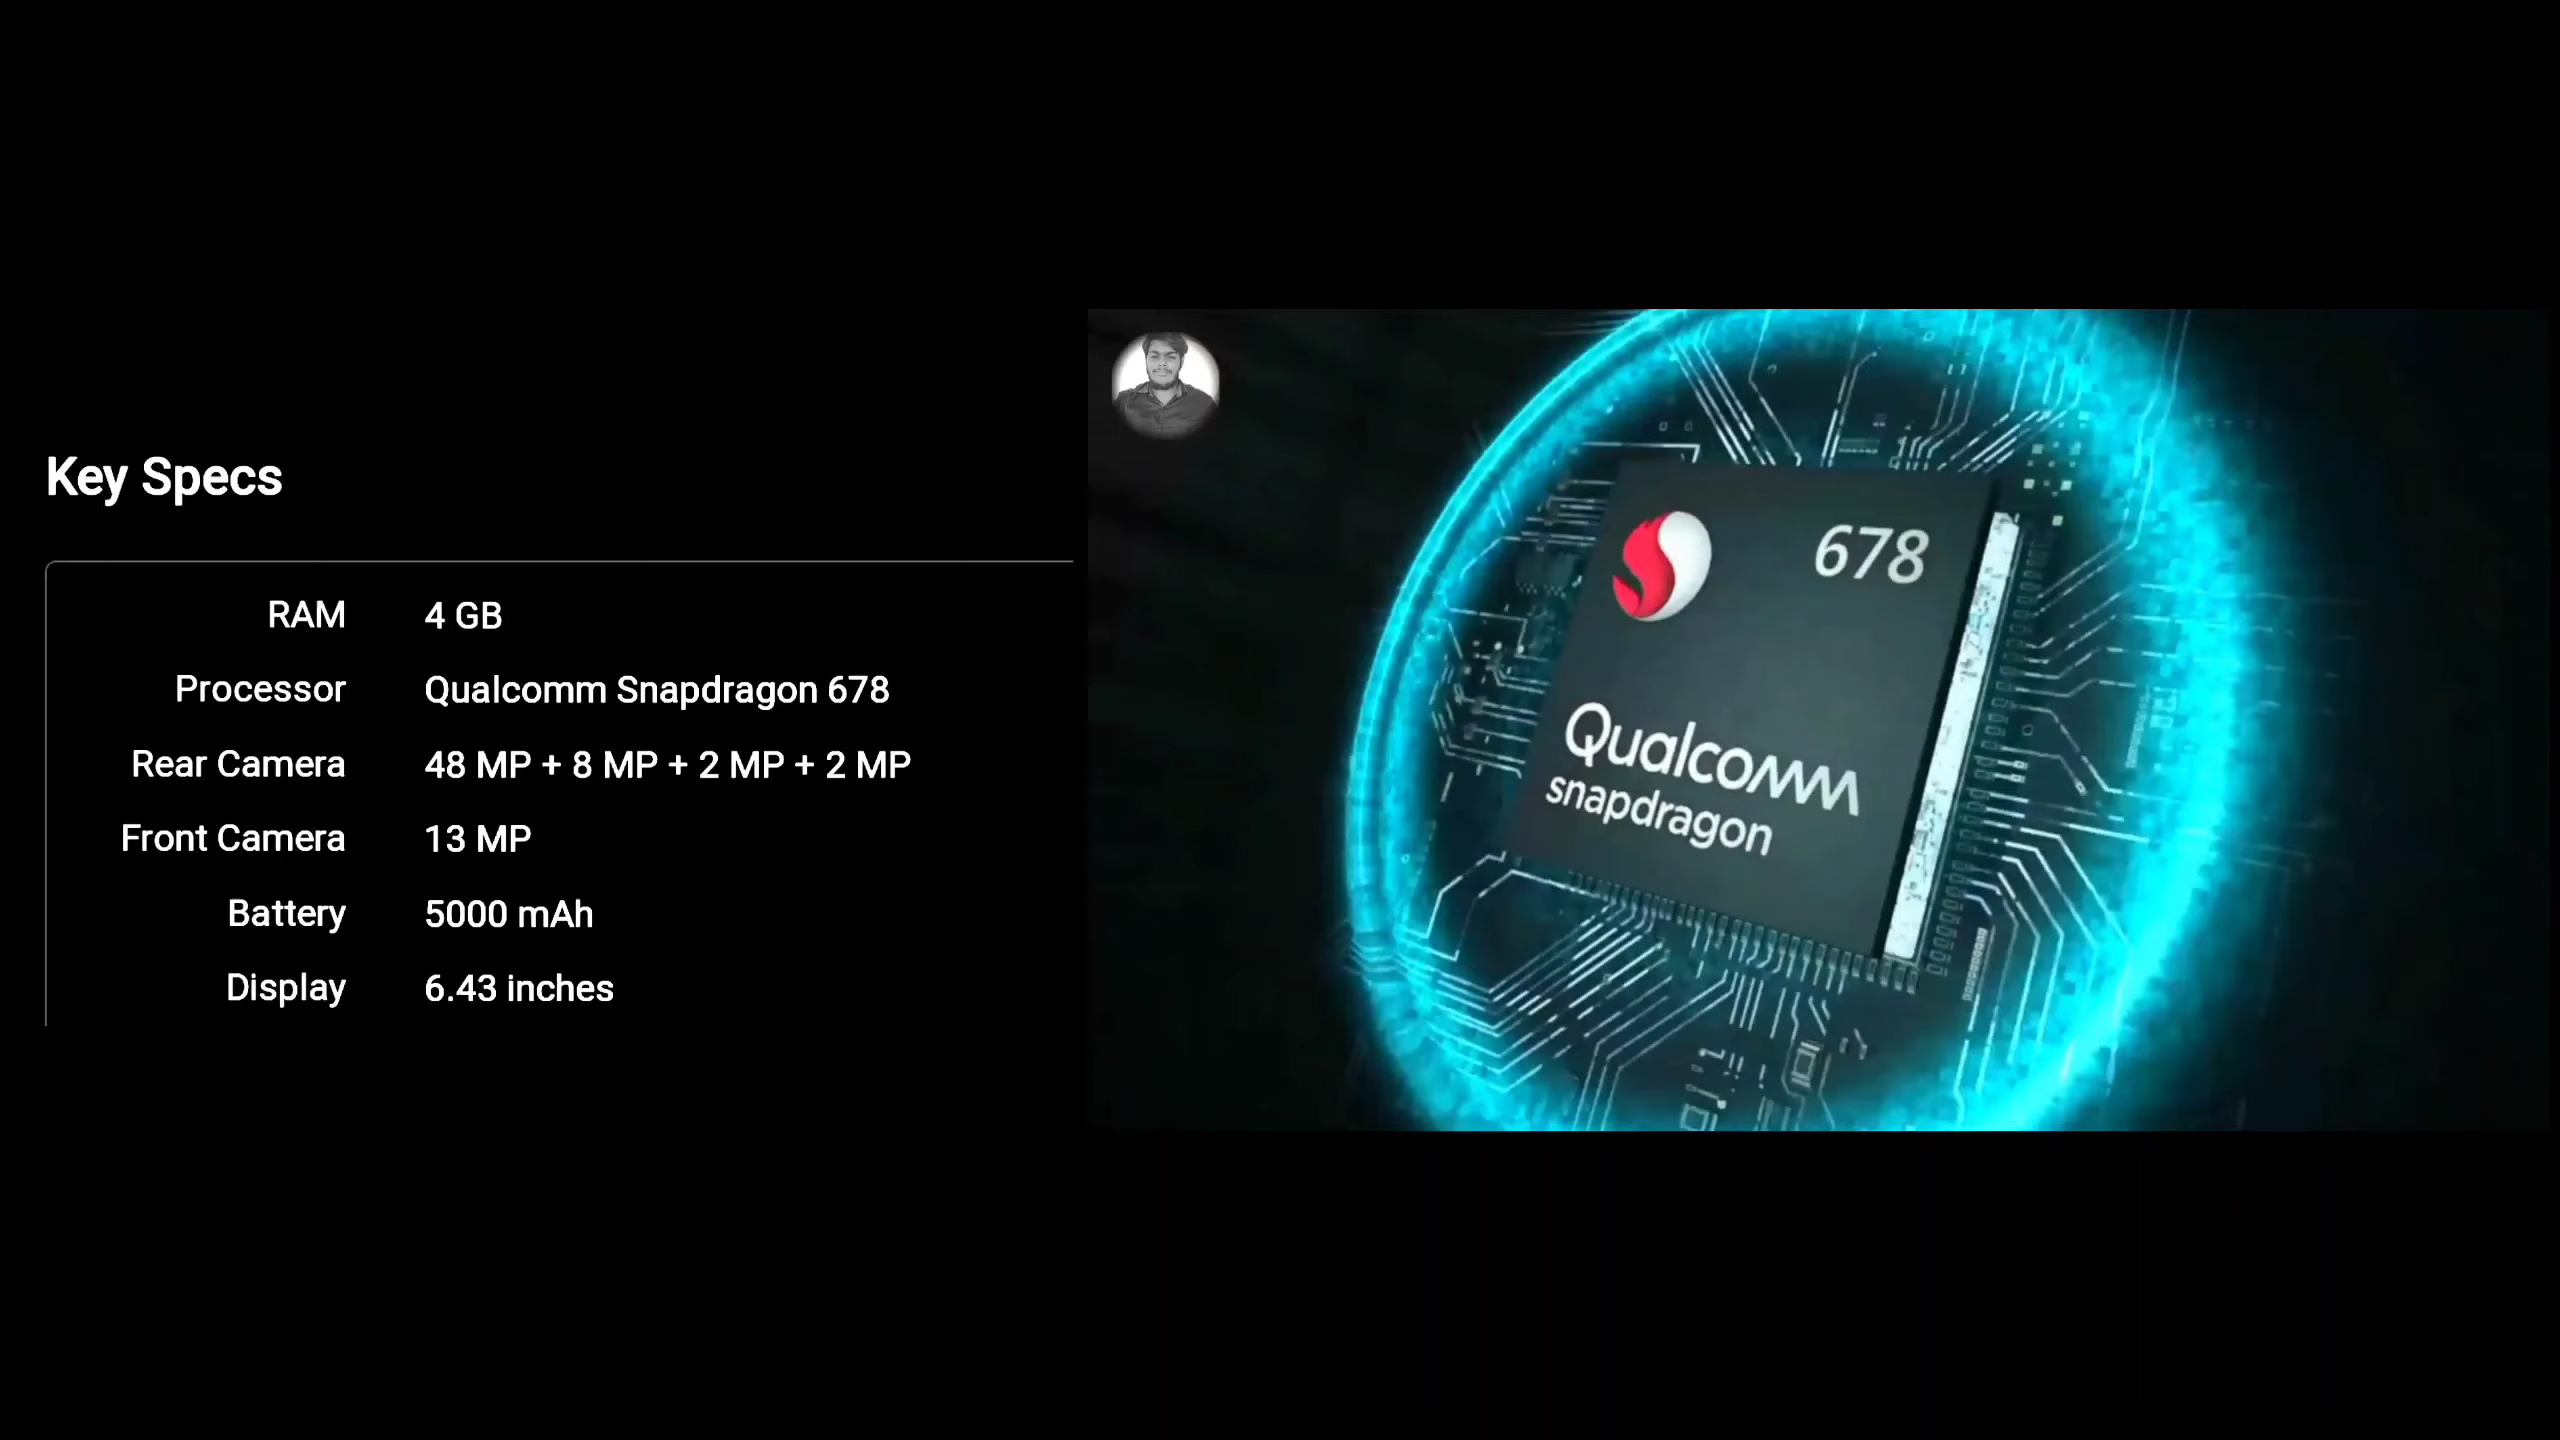 Key Specs
RAM 4 GB
Processor Qualcomm Snapdragon 678
Rear Camera 48 MP + 8 MP + 2 MP + 2 MP
Front Camera 13 MP
Battery 5000 mAh
Display 6.43 inches
678
Qualcomm
snapdragon